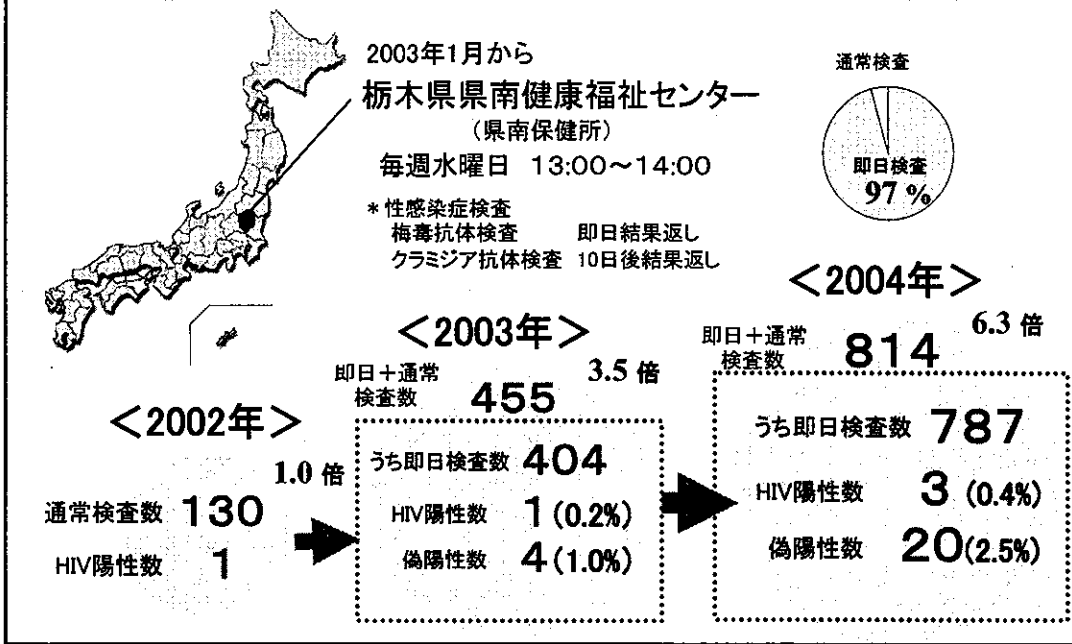 2003年1月から
栃木県県南健康福祉センター
（県南保健所）
毎週水曜日 13:00～14:00
＊性感染症検査
梅毒抗体検査 即日結果返し
クラミジア抗体検査 10日後結果返し
通常検査
即日検査
97 %
＜2002年＞
1.0 倍
通常検査数 130
HIV陽性数 1
＜2003年＞
即日＋通常
検査数 455
3.5 倍
うち即日検査数 404
HIV陽性数 1 (0.2%)
偽陽性数 4 (1.0%)
＜2004年＞
即日＋通常
検査数 814
6.3 倍
うち即日検査数 787
HIV陽性数 3 (0.4%)
偽陽性数 20 (2.5%)